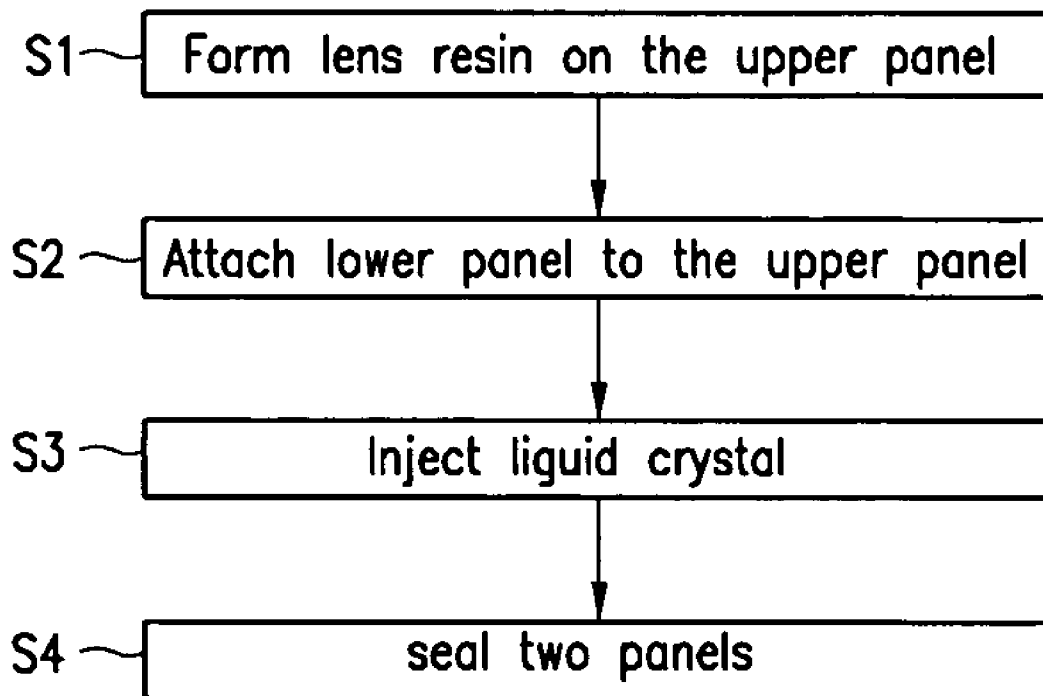 S1 Form lens resin on the upper panel
S2 Attach lower panel to the upper panel
S3 Inject liguid crystal
S4 seal two panels